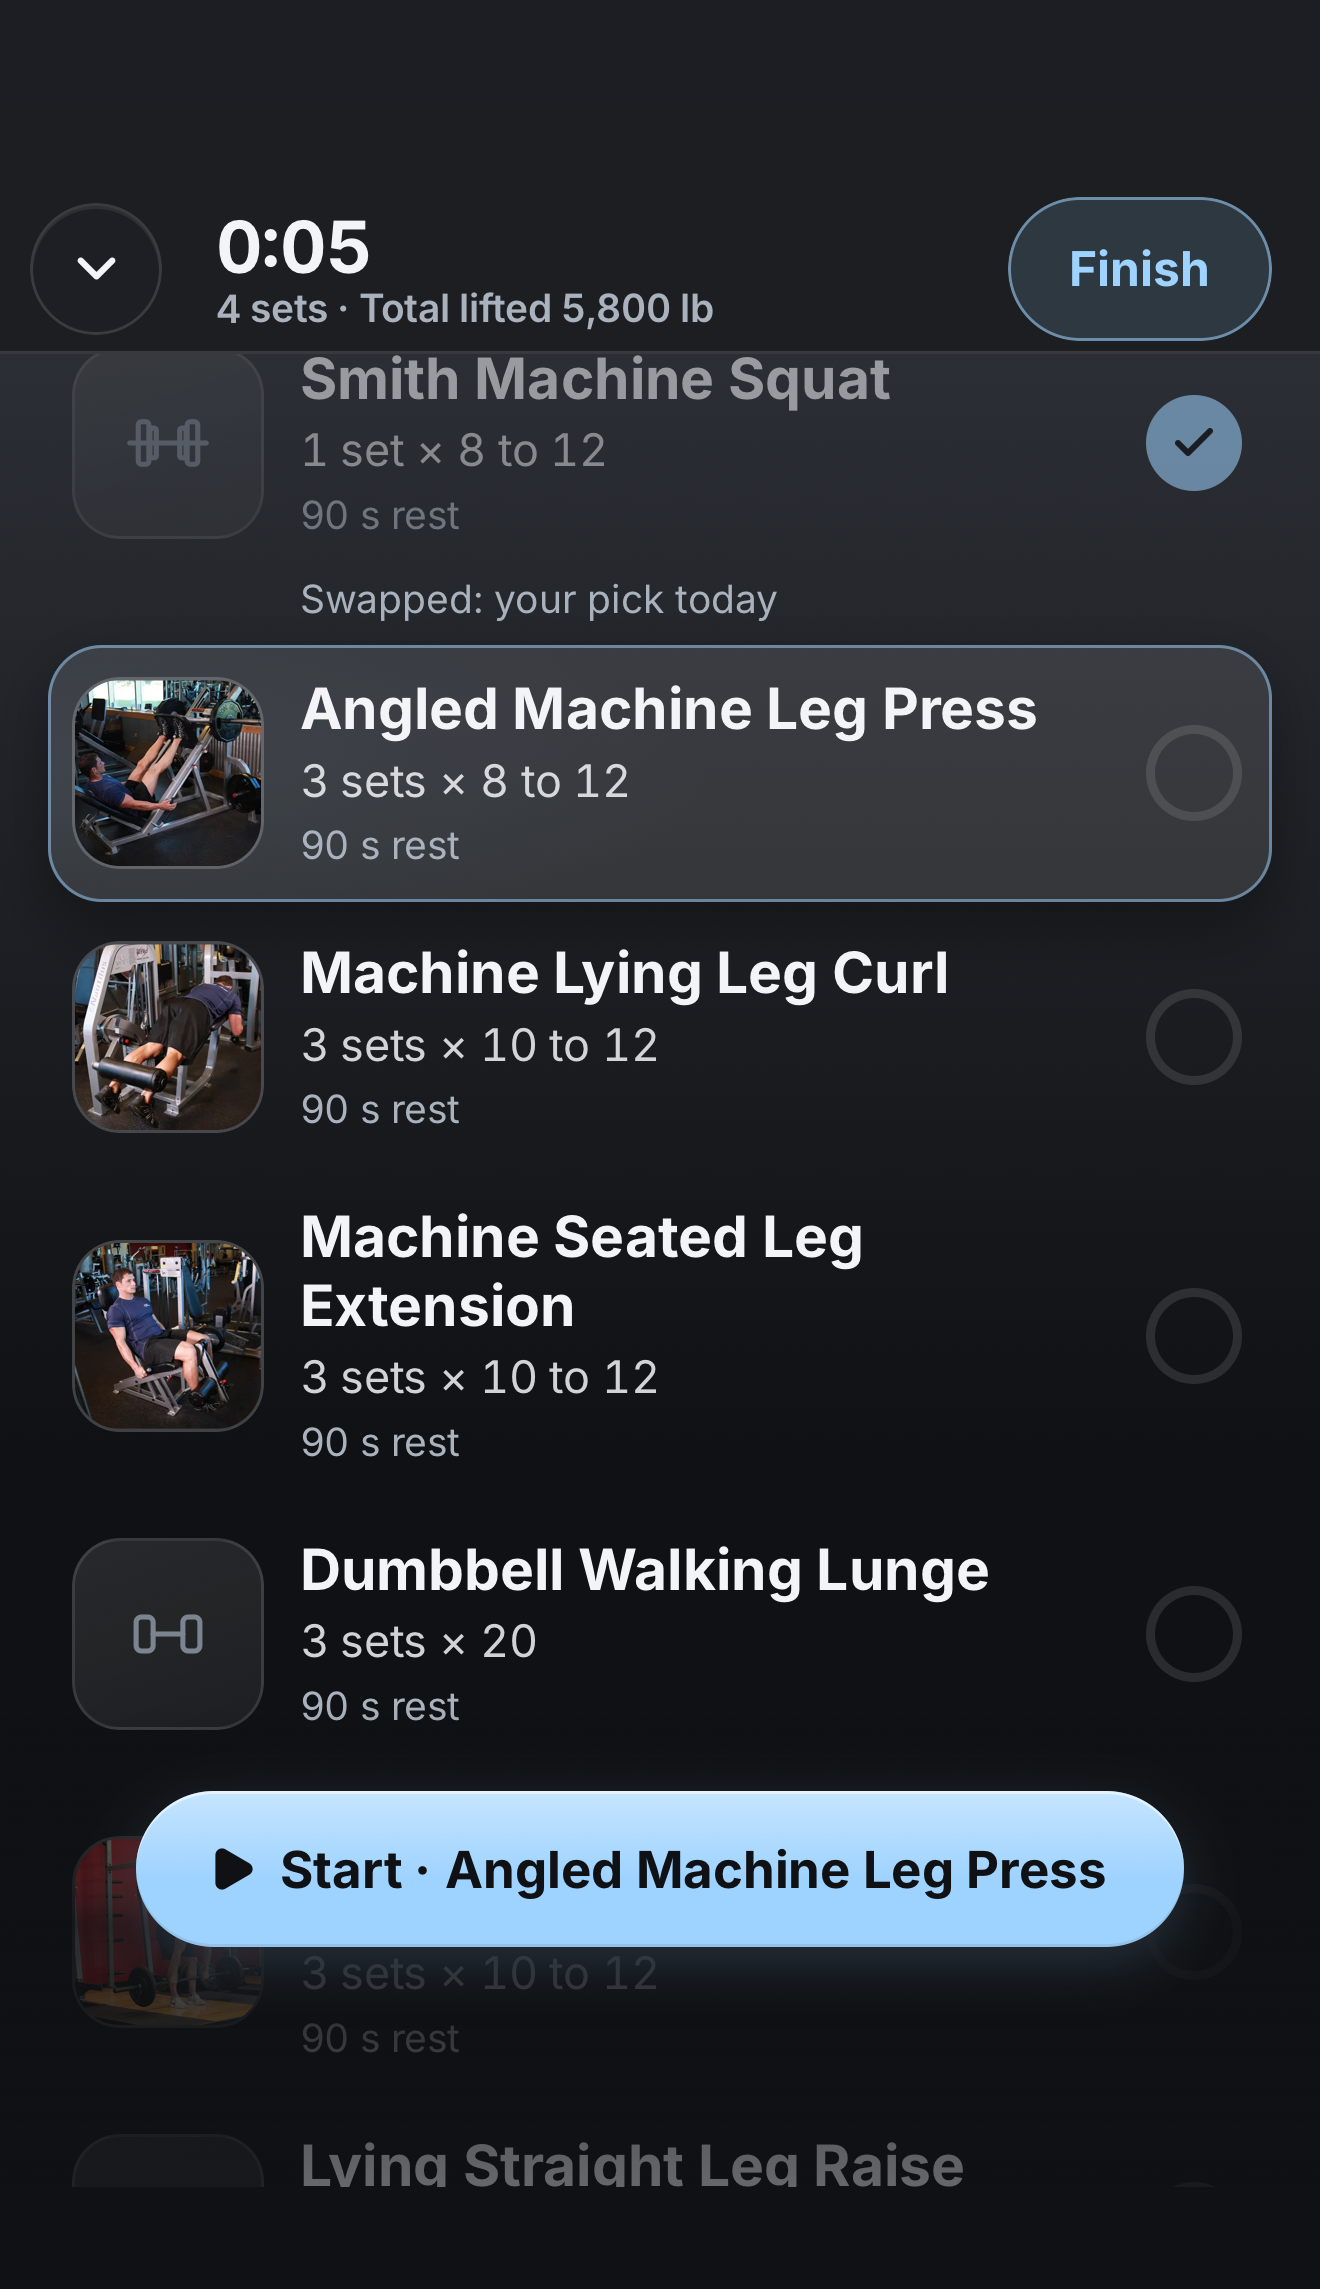 0:05
4 sets · Total lifted 5,800 lb
Finish
Smith Machine Squat
1 set × 8 to 12
90 s rest
Swapped: your pick today
Angled Machine Leg Press
3 sets × 8 to 12
90 s rest
Machine Lying Leg Curl
3 sets × 10 to 12
90 s rest
Machine Seated Leg
Extension
3 sets × 10 to 12
90 s rest
Dumbbell Walking Lunge
3 sets × 20
90 s rest
Start · Angled Machine Leg Press
3 sets × 10 to 12
90 s rest
Lying Straight Leg Raise